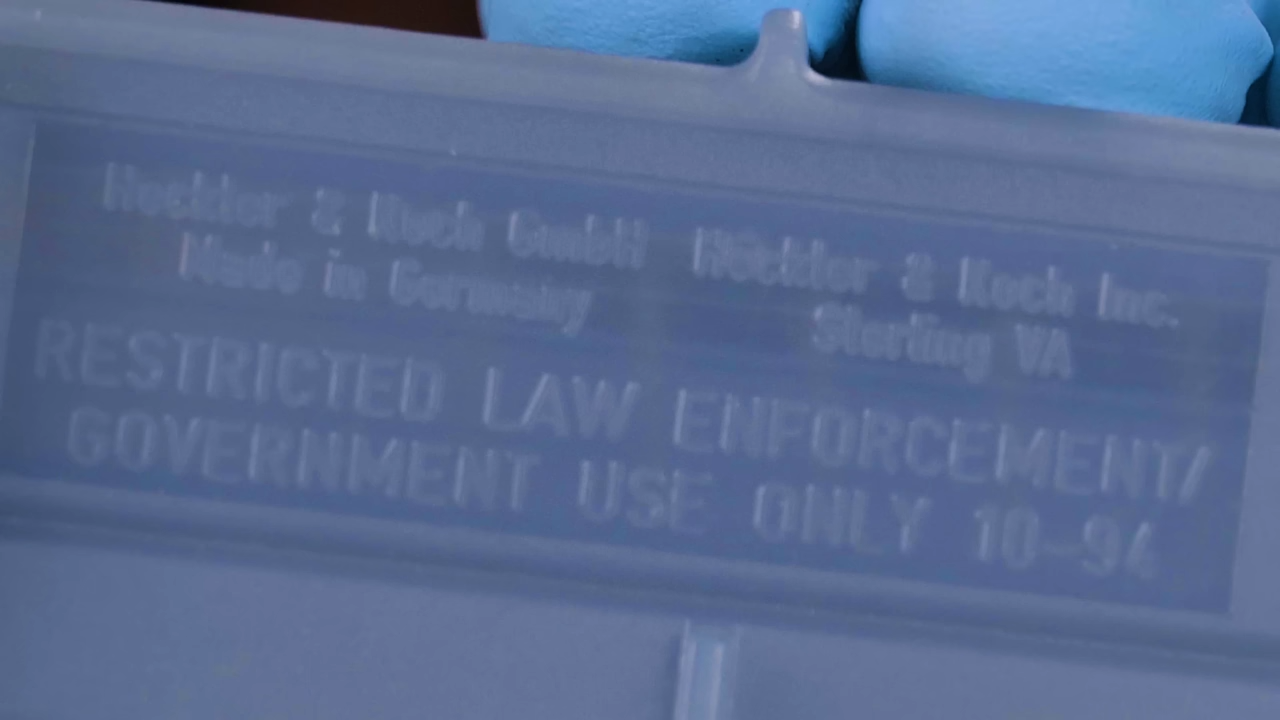 Heckler & Koch GmbH
Made in Germany
Heckler & Koch Inc.
Sterling VA
RESTRICTED LAW ENFORCEMENT/
GOVERNMENT USE ONLY 10-94